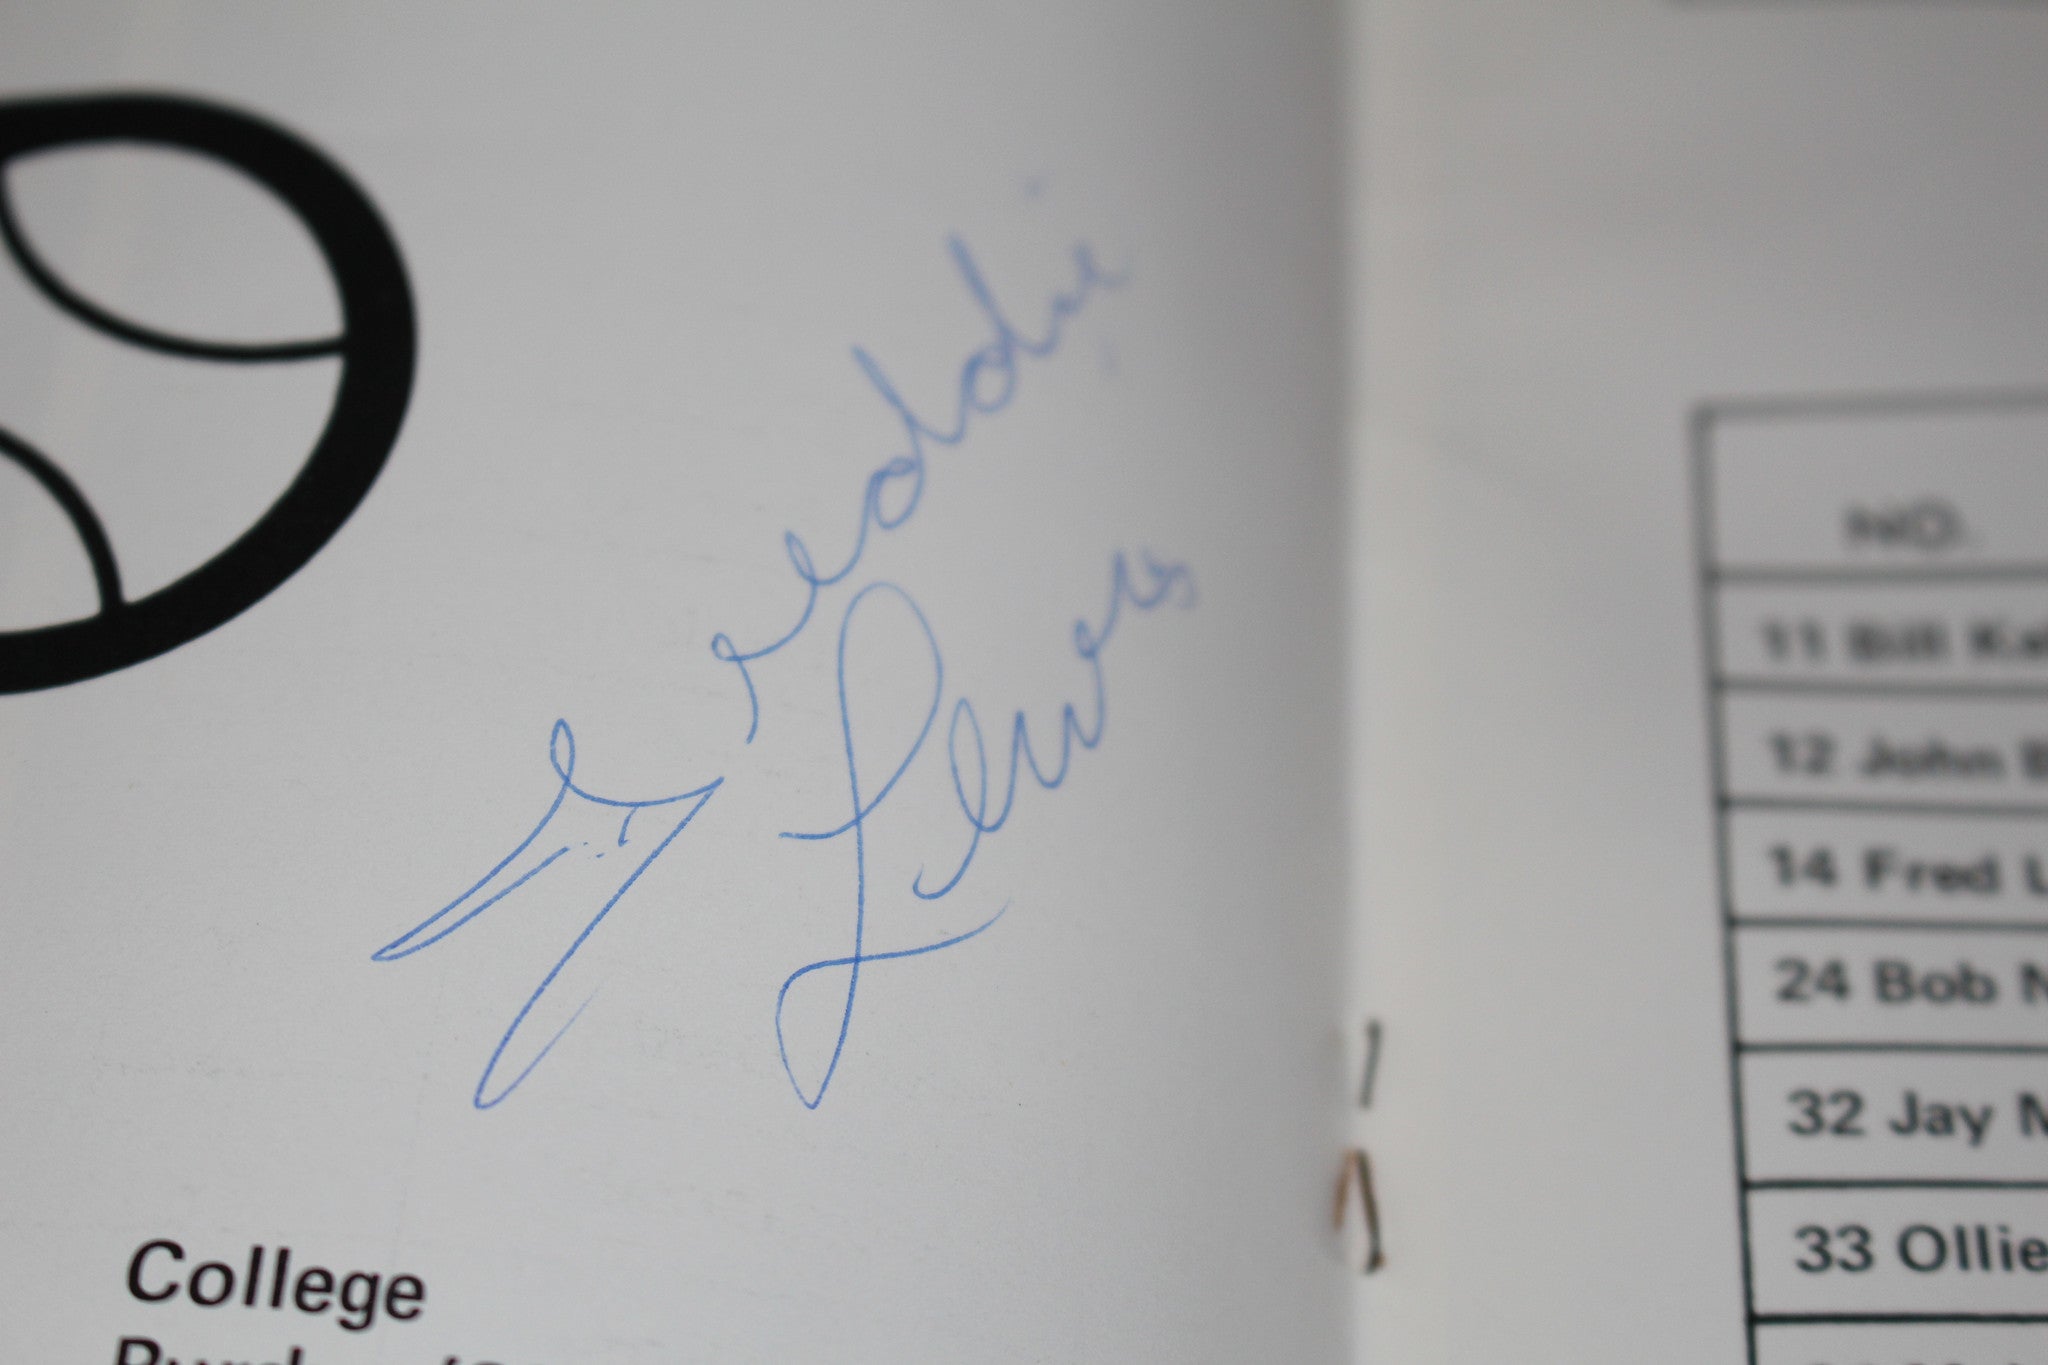 Freddie
Lewis
College
NO.
11 Bill
12 John
14 Fred L
24 Bob N
32 Jay M
33 Ollie